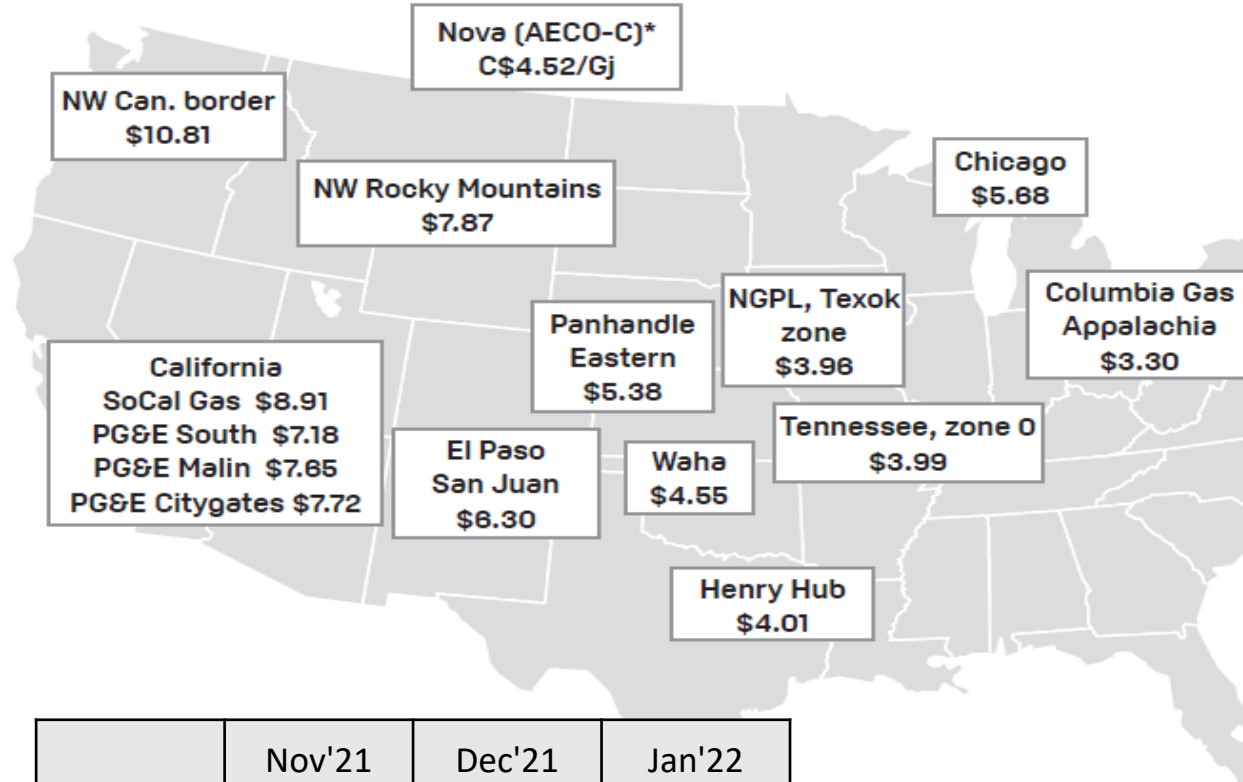 Nova (AECO-C)*
C$4.52/Gj
NW Can. border
$10.81
NW Rocky Mountains
$7.87
Chicago
$5.68
California
SoCal Gas $8.91
PG&E South $7.18
PG&E Malin $7.65
PG&E Citygates $7.72
El Paso
San Juan
$6.30
Panhandle
Eastern
$5.38
NGPL, Texok
zone
$3.96
Columbia Gas
Appalachia
$3.30
Waha
$4.55
Tennessee, zone 0
$3.99
Henry Hub
$4.01
Nov'21 Dec'21 Jan'22